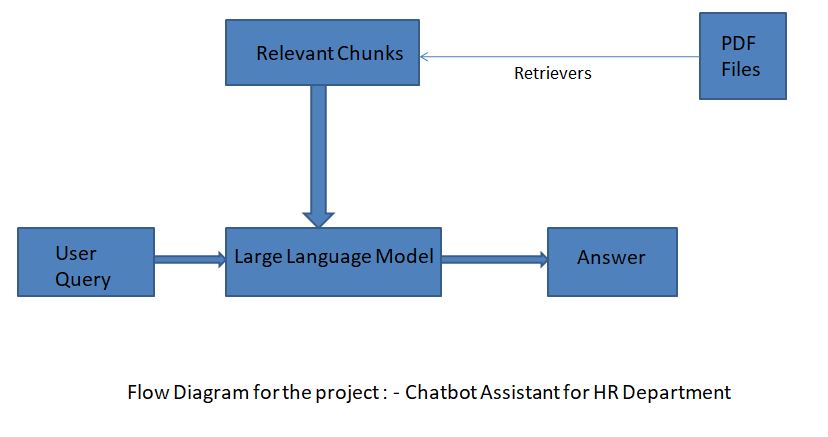 Relevant Chunks
PDF
Files
Retrievers
User
Query
Large Language Model
Answer
Flow Diagram for the project : - Chatbot Assistant for HR Department